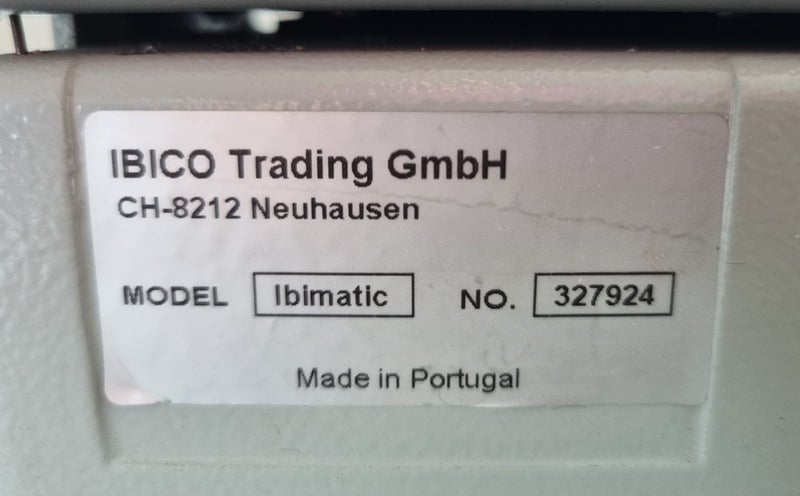 IBICO Trading GmbH
CH-8212 Neuhausen
MODEL Ibimatic NO. 327924
Made in Portugal